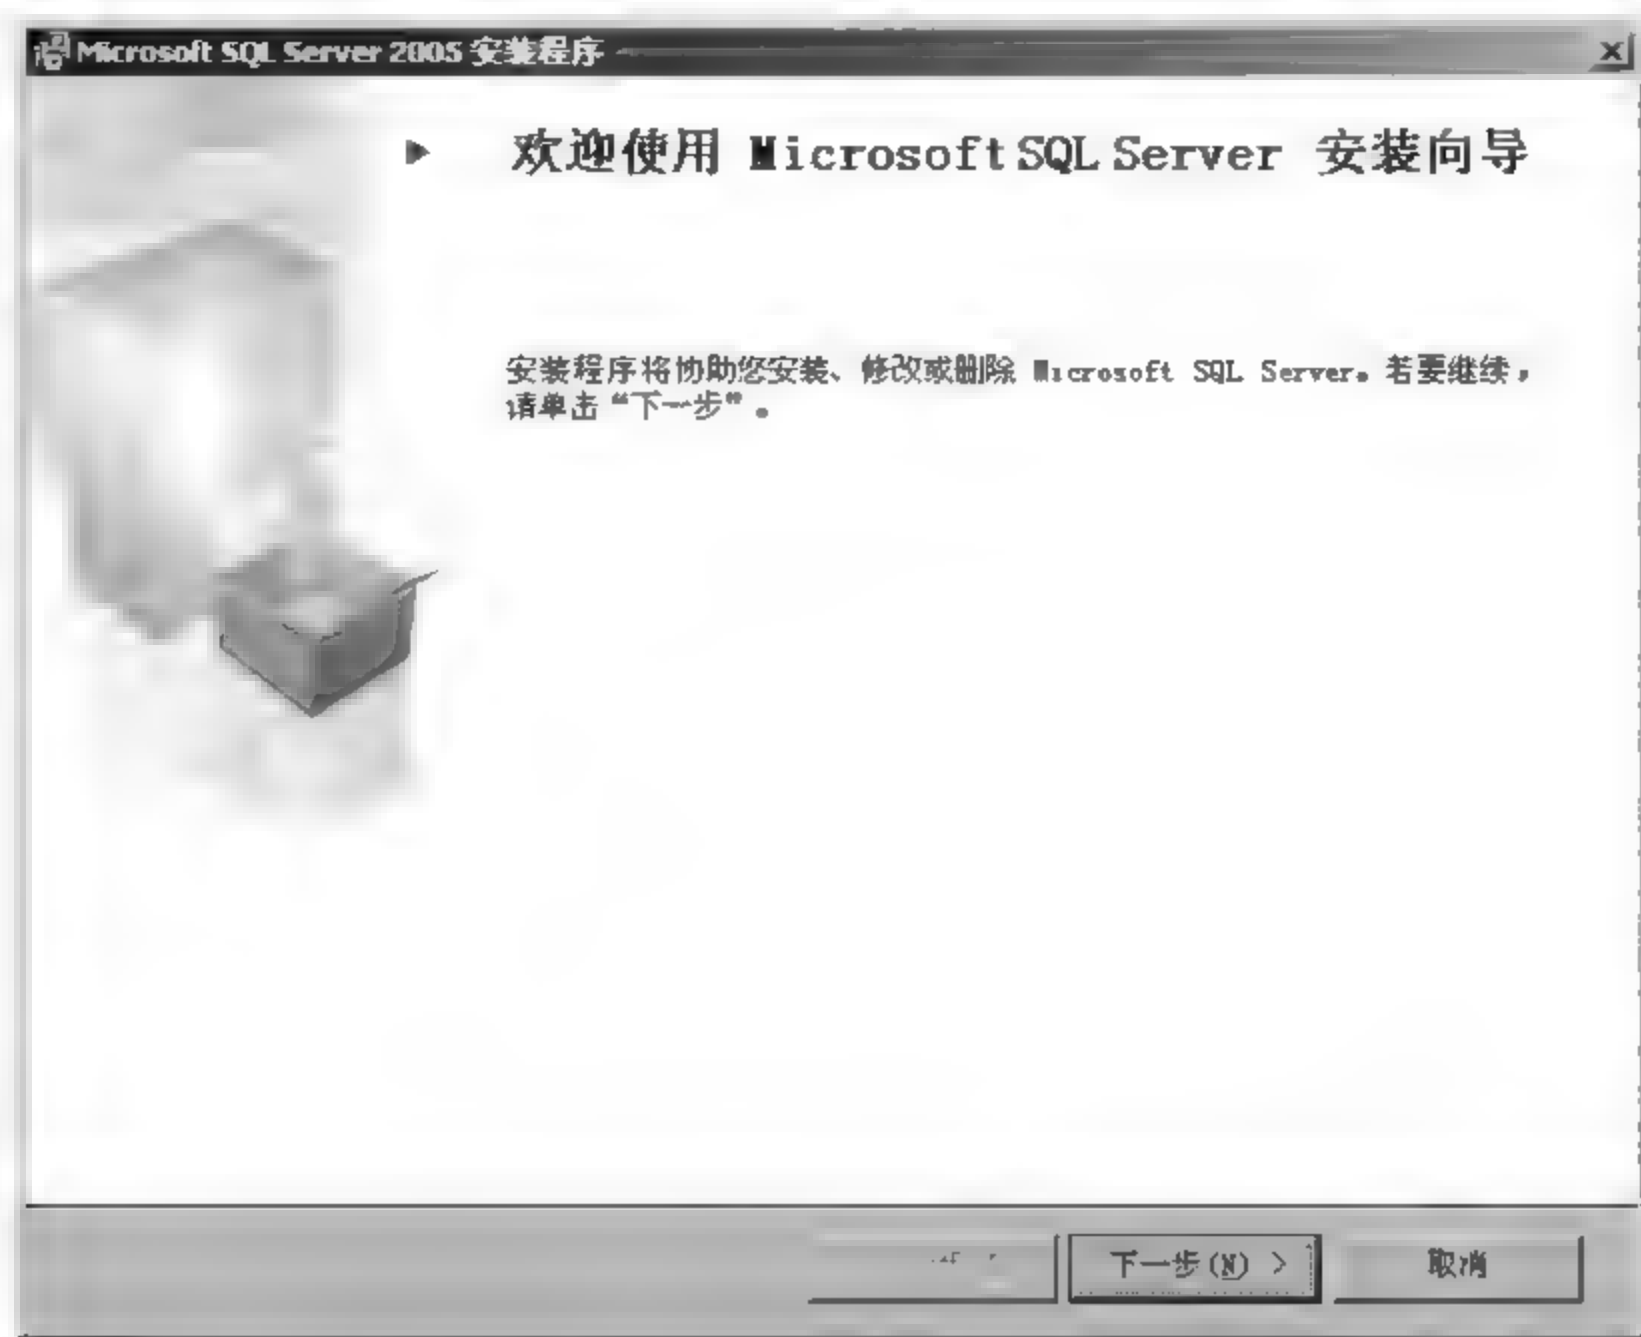 Microsoft SQL Server 2005 安装程序
欢迎使用 Microsoft SQL Server 安装向导
安装程序将协助您安装、修改或删除 Microsoft SQL Server。若要继续，
请单击“下一步”。
下一步(N) >
取消